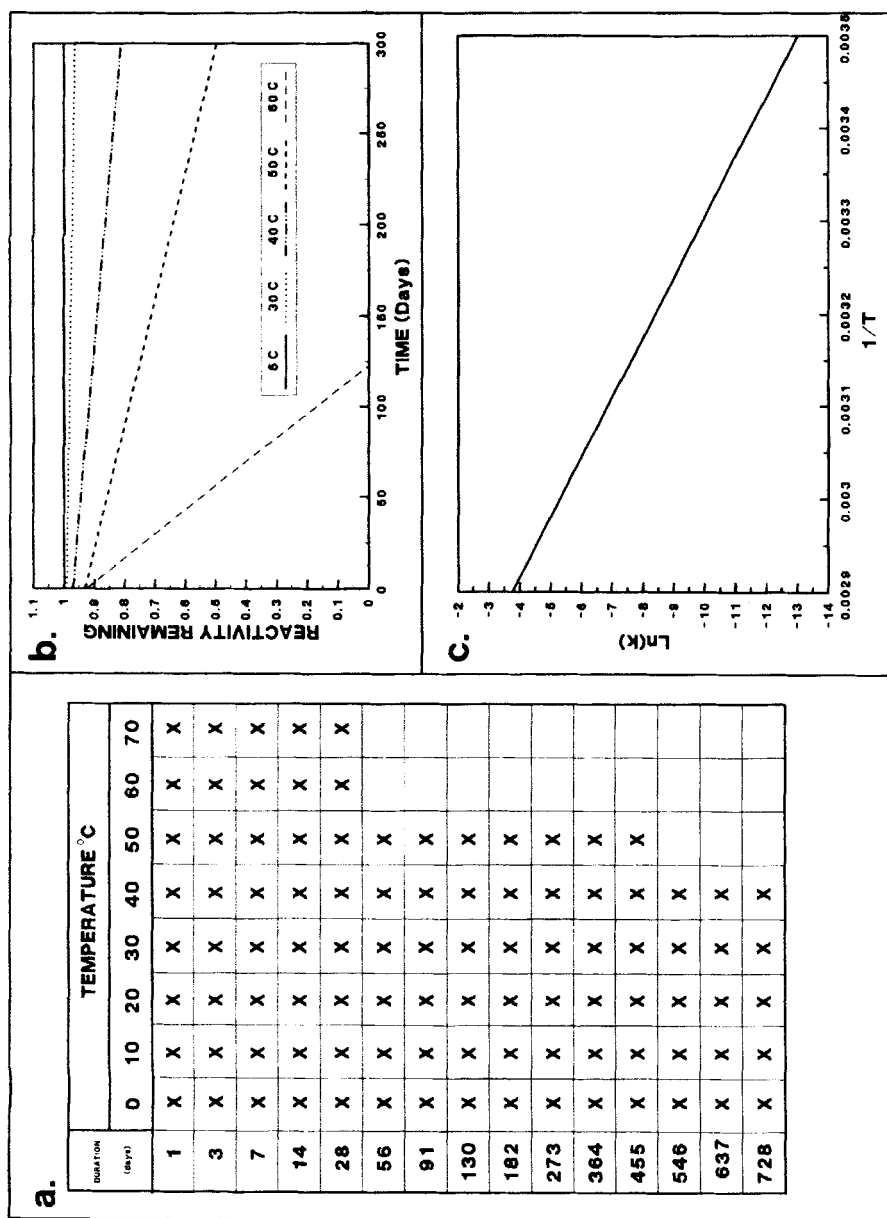 a.
DURATION
(days)
TEMPERATURE °C
0 10 20 30 40 50 60 70
1 X X X X X X X X
3 X X X X X X X X
7 X X X X X X X X
14 X X X X X X X X
28 X X X X X X X X
56 X X X X X X
91 X X X X X X
130 X X X X X X
182 X X X X X X
273 X X X X X X
364 X X X X X X
455 X X X X X X
546 X X X X X
637 X X X X X
728 X X X X X
b.
REACTIVITY REMAINING
1.1
1
0.9
0.8
0.7
0.6
0.5
0.4
0.3
0.2
0.1
0
5 C 30 C 40 C 50 C 60 C
0 50 100 150 200 250 300
TIME (Days)
c.
Ln(k)
-2
-3
-4
-5
-6
-7
-8
-9
-10
-11
-12
-13
-14
0.0029 0.003 0.0031 0.0032 0.0033 0.0034 0.0035
1/T